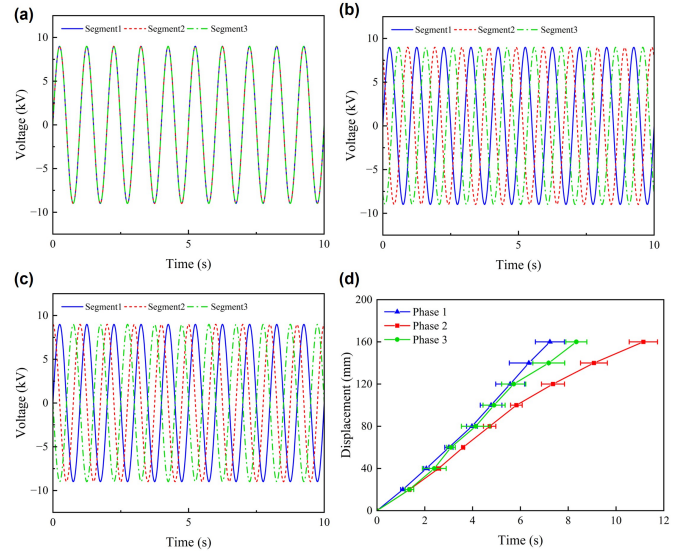 (a)
Segment1 Segment2 Segment3
10
5
0
−5
−10
Voltage (kV)
0 5 10
Time (s)
(b)
Segment1 Segment2 Segment3
10
5
0
−5
−10
Voltage (kV)
0 5 10
Time (s)
(c)
Segment1 Segment2 Segment3
10
5
0
−5
−10
Voltage (kV)
0 5 10
Time (s)
(d)
Phase 1
Phase 2
Phase 3
200
160
120
80
40
0
Displacement (mm)
0 2 4 6 8 10 12
Time (s)